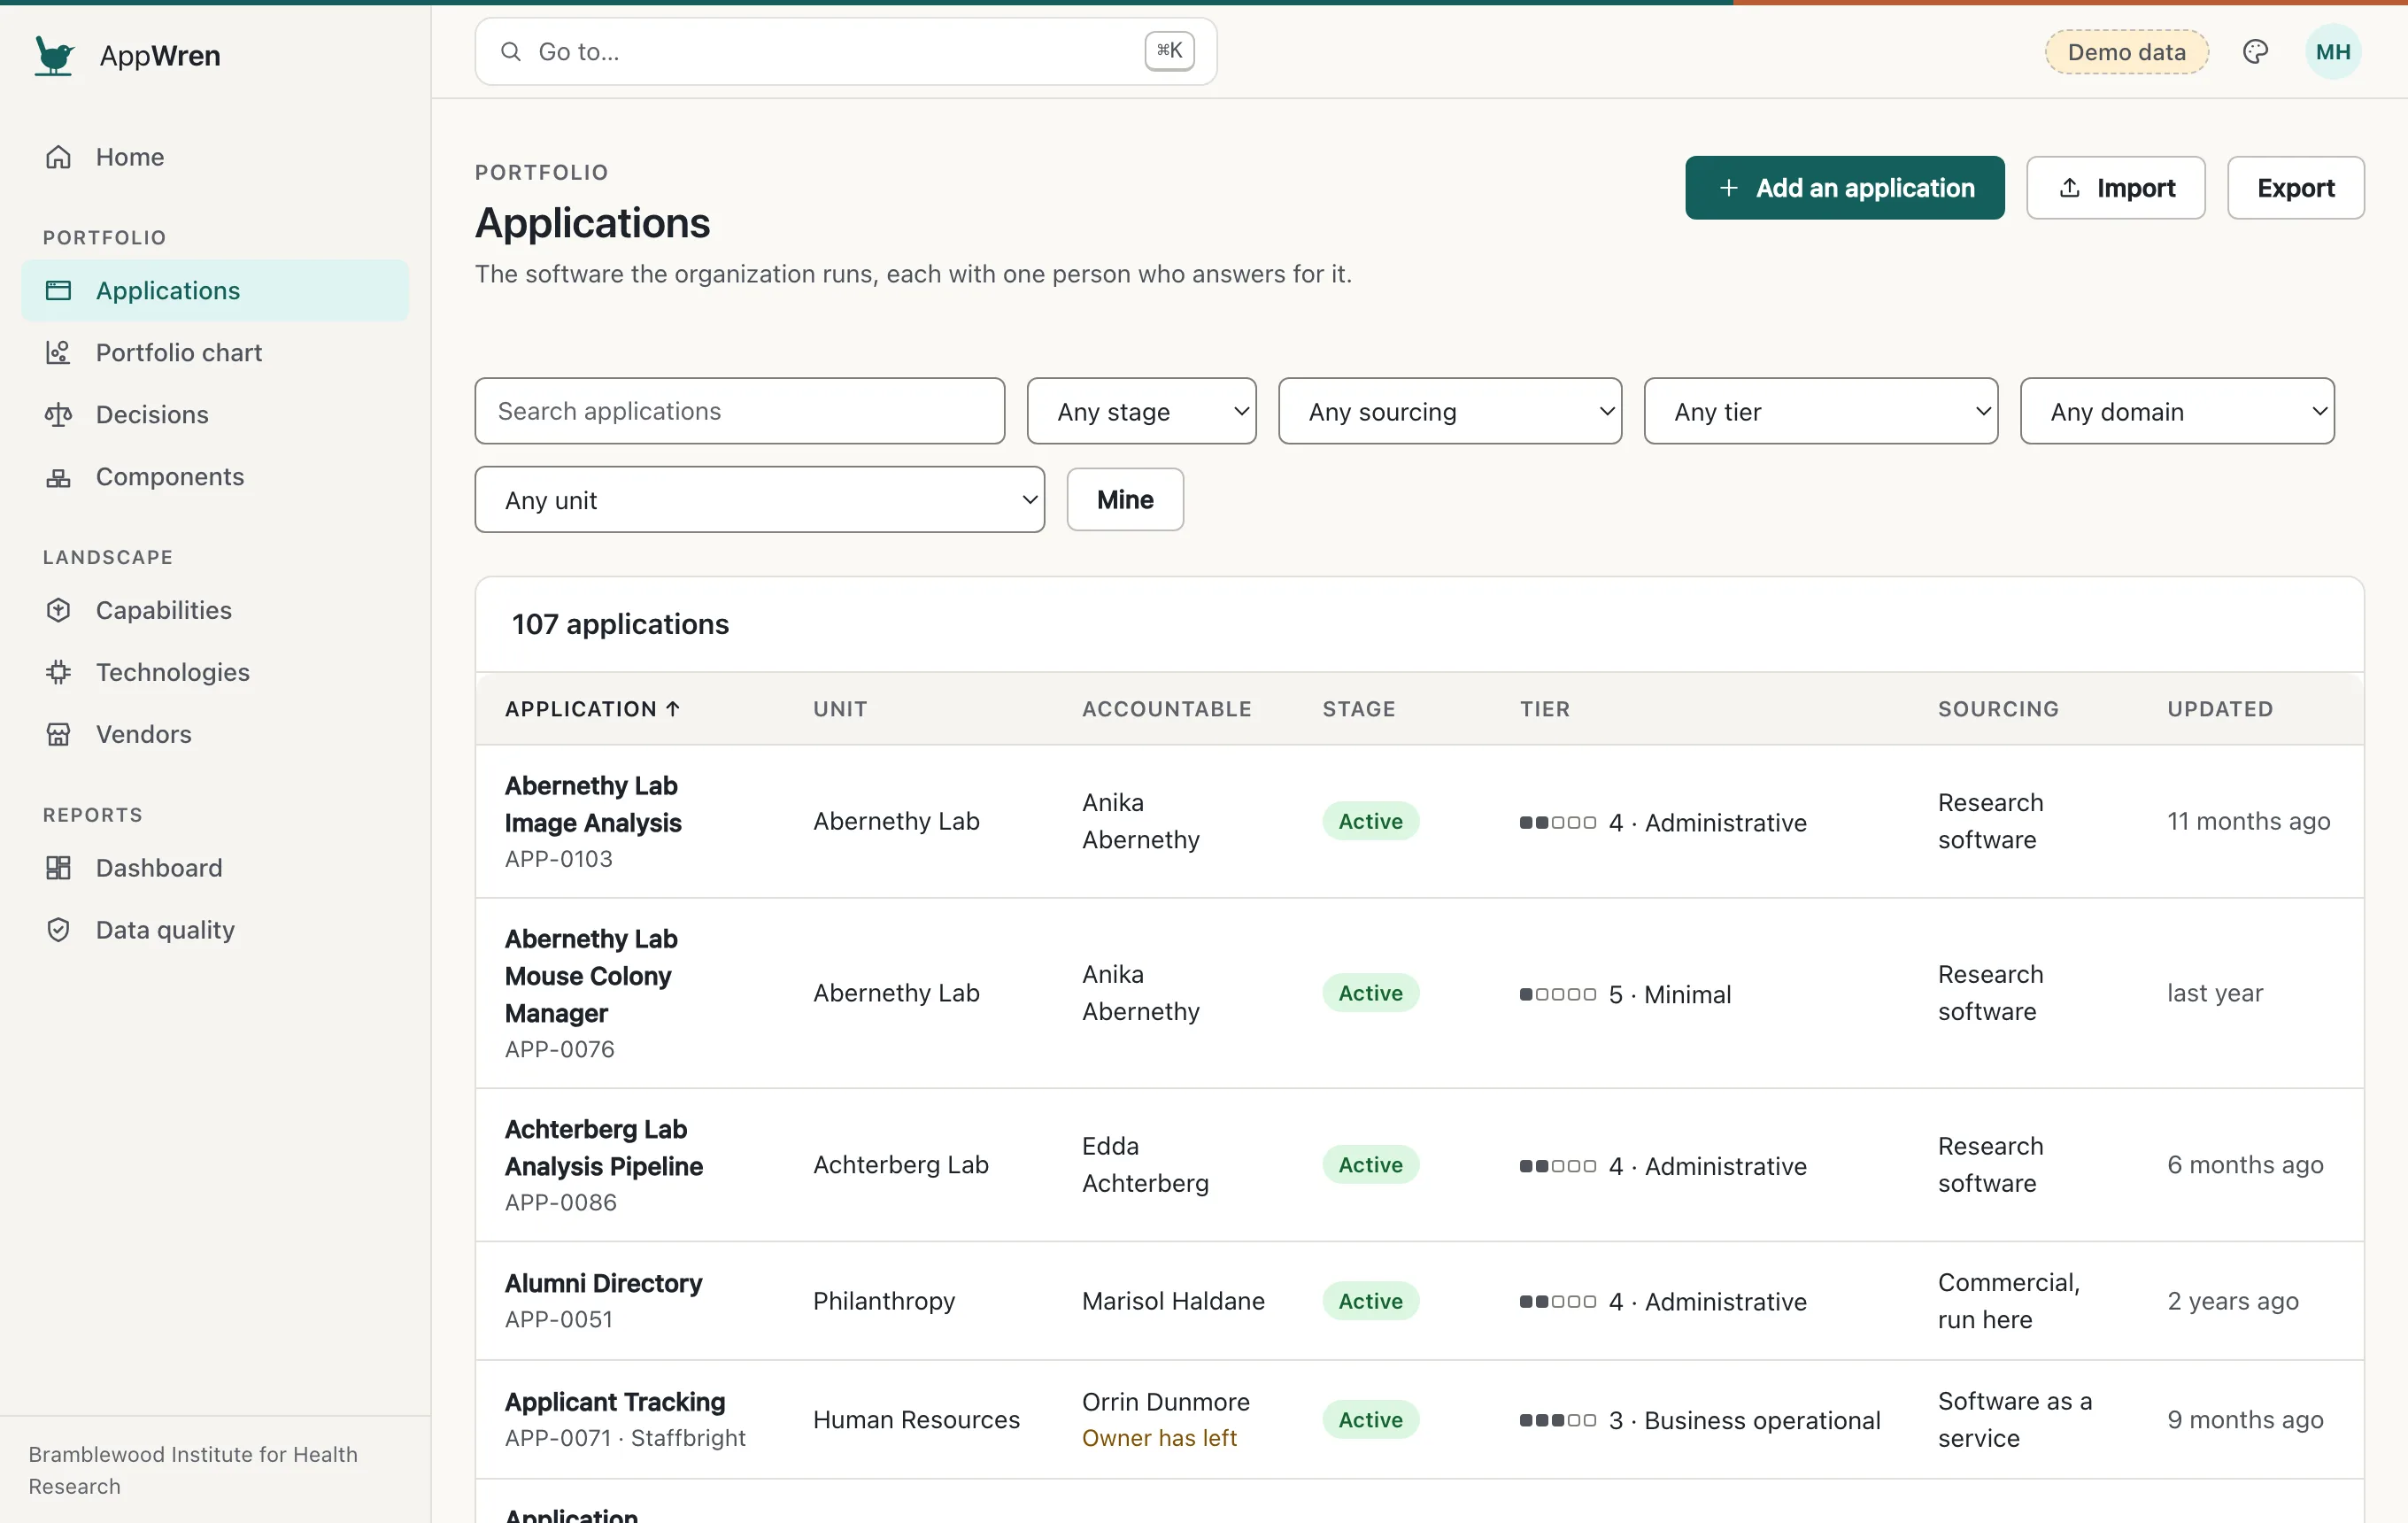 AppWren
Go to...
⌘K
Demo data
MH
Home
PORTFOLIO
Applications
Portfolio chart
Decisions
Components
LANDSCAPE
Capabilities
Technologies
Vendors
REPORTS
Dashboard
Data quality
Bramblewood Institute for Health
Research
PORTFOLIO
Applications
The software the organization runs, each with one person who answers for it.
+ Add an application
Import
Export
Search applications
Any stage
Any sourcing
Any tier
Any domain
Any unit
Mine
107 applications
APPLICATION ↑ UNIT ACCOUNTABLE STAGE TIER SOURCING UPDATED
Abernethy Lab
Image Analysis
APP-0103
Abernethy Lab
Anika
Abernethy
Active
4 · Administrative
Research
software
11 months ago
Abernethy Lab
Mouse Colony
Manager
APP-0076
Abernethy Lab
Anika
Abernethy
Active
5 · Minimal
Research
software
last year
Achterberg Lab
Analysis Pipeline
APP-0086
Achterberg Lab
Edda
Achterberg
Active
4 · Administrative
Research
software
6 months ago
Alumni Directory
APP-0051
Philanthropy
Marisol Haldane
Active
4 · Administrative
Commercial,
run here
2 years ago
Applicant Tracking
APP-0071 · Staffbright
Human Resources
Orrin Dunmore
Owner has left
Active
3 · Business operational
Software as a
service
9 months ago
Application